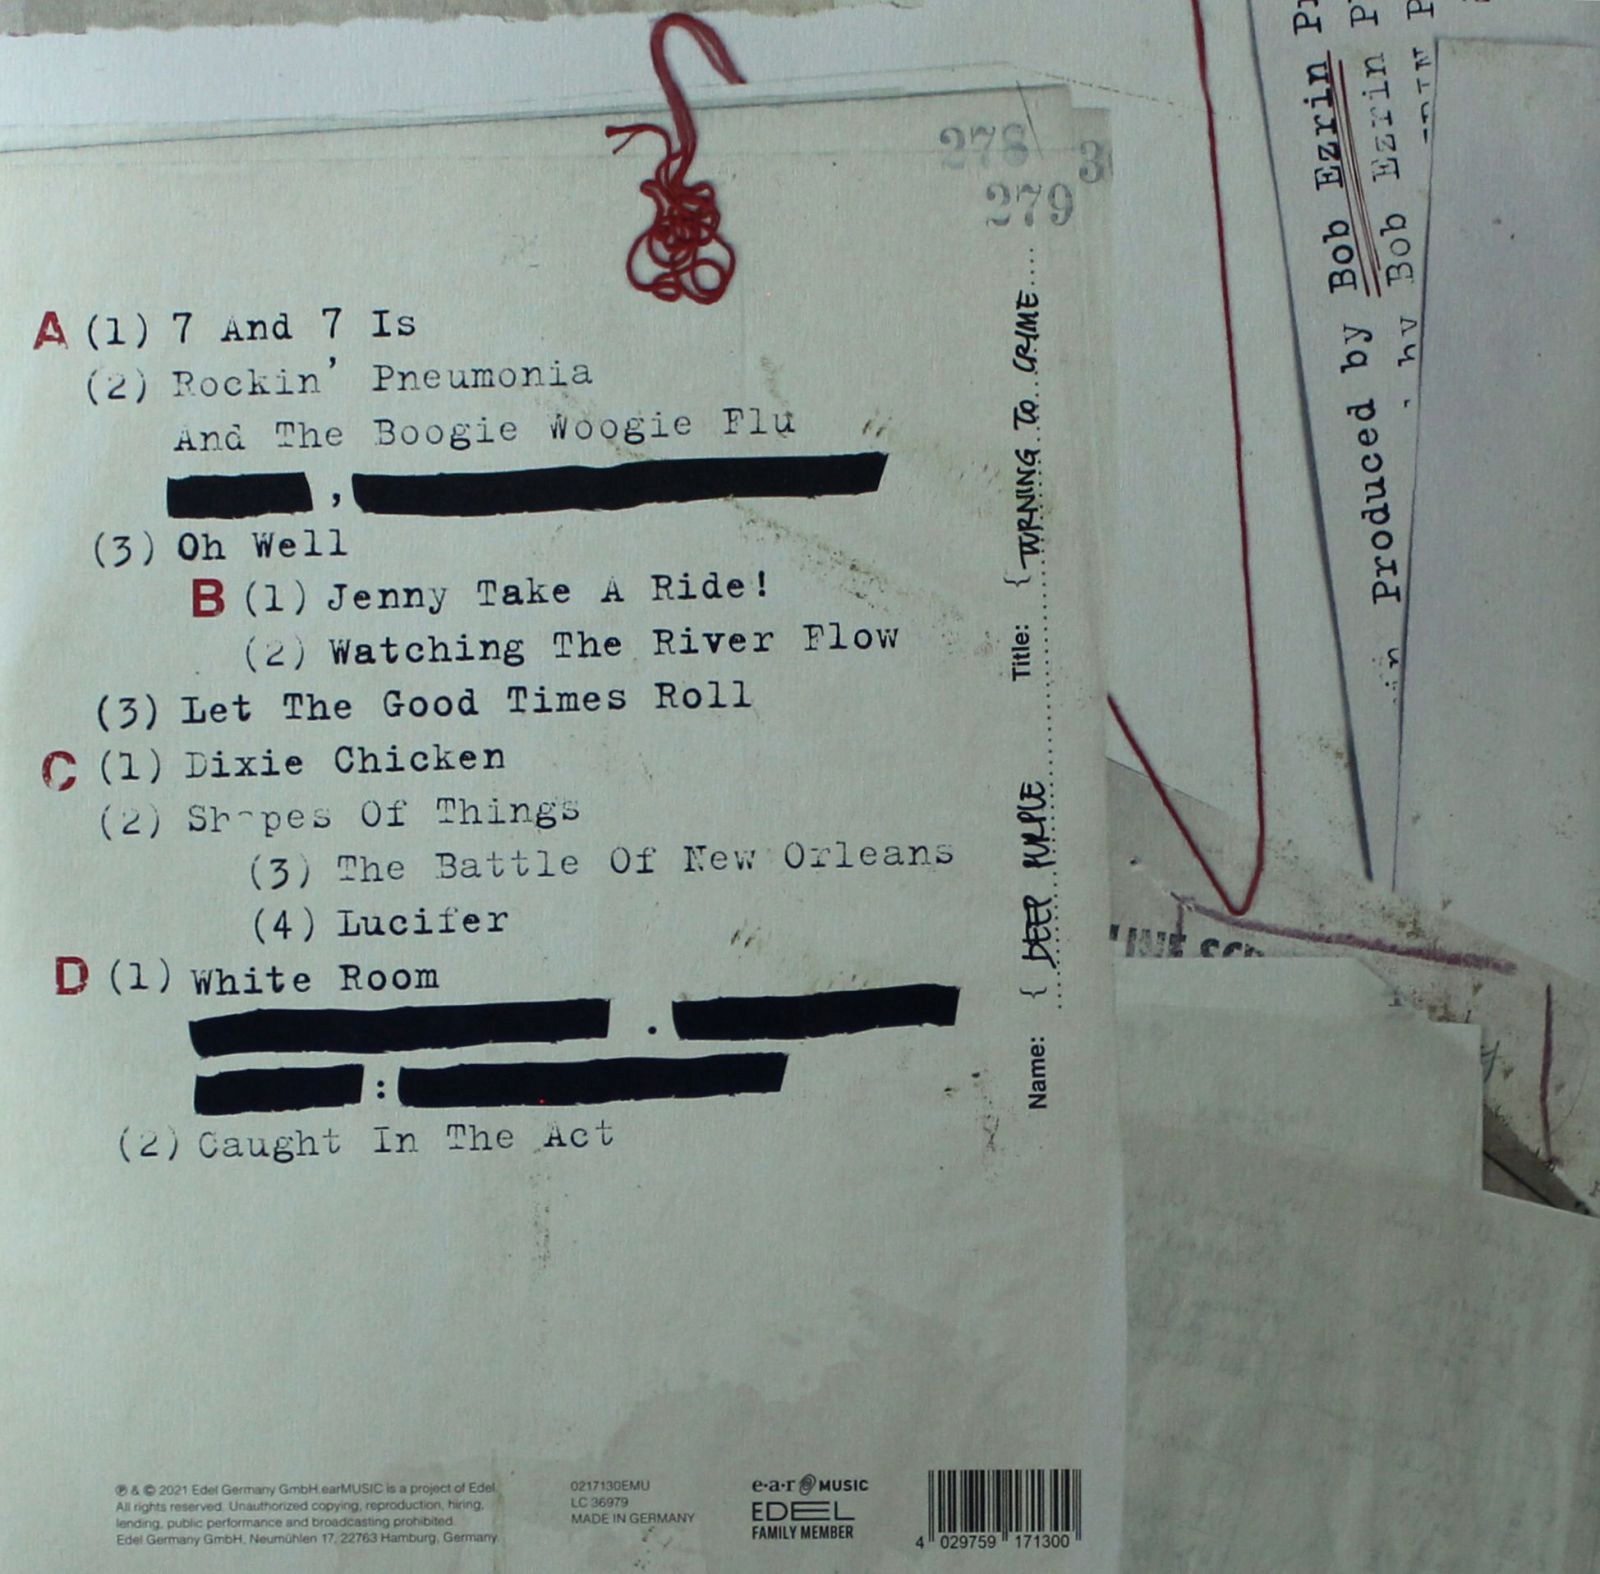 278
279
A (1) 7 And 7 Is
(2) Rockin' Pneumonia
And The Boogie Woogie Flu
,
(3) Oh Well
B (1) Jenny Take A Ride!
(2) Watching The River Flow
(3) Let The Good Times Roll
C (1) Dixie Chicken
(2) Shapes Of Things
(3) The Battle Of New Orleans
(4) Lucifer
D (1) White Room
.
:
(2) Caught In The Act
Name: { DEEP PURPLE
Title: { TURNING TO CRIME
Produced by Bob Ezrin
by Bob Ezrin
Bob
℗ & © 2021 Edel Germany GmbH.earMUSIC is a project of Edel.
All rights reserved. Unauthorized copying, reproduction, hiring,
lending, public performance and broadcasting prohibited.
Edel Germany GmbH, Neumühlen 17, 22763 Hamburg, Germany.
0217130EMU
LC 36979
MADE IN GERMANY
e·a·r MUSIC
EDEL
FAMILY MEMBER
4 029759 171300